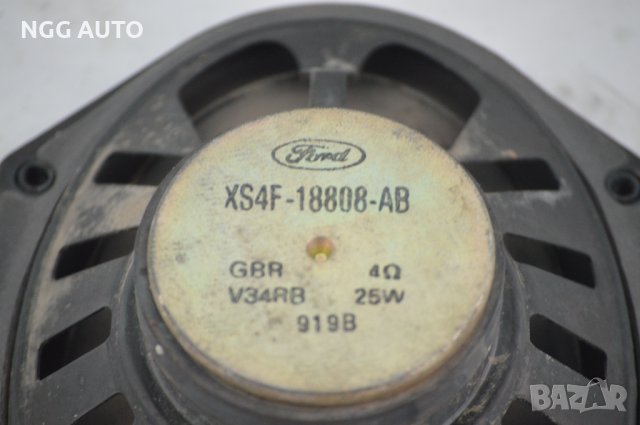 NGG AUTO
Ford
XS4F-18808-AB
GBR 4Ω
V34RB 25W
919B
BAZAR